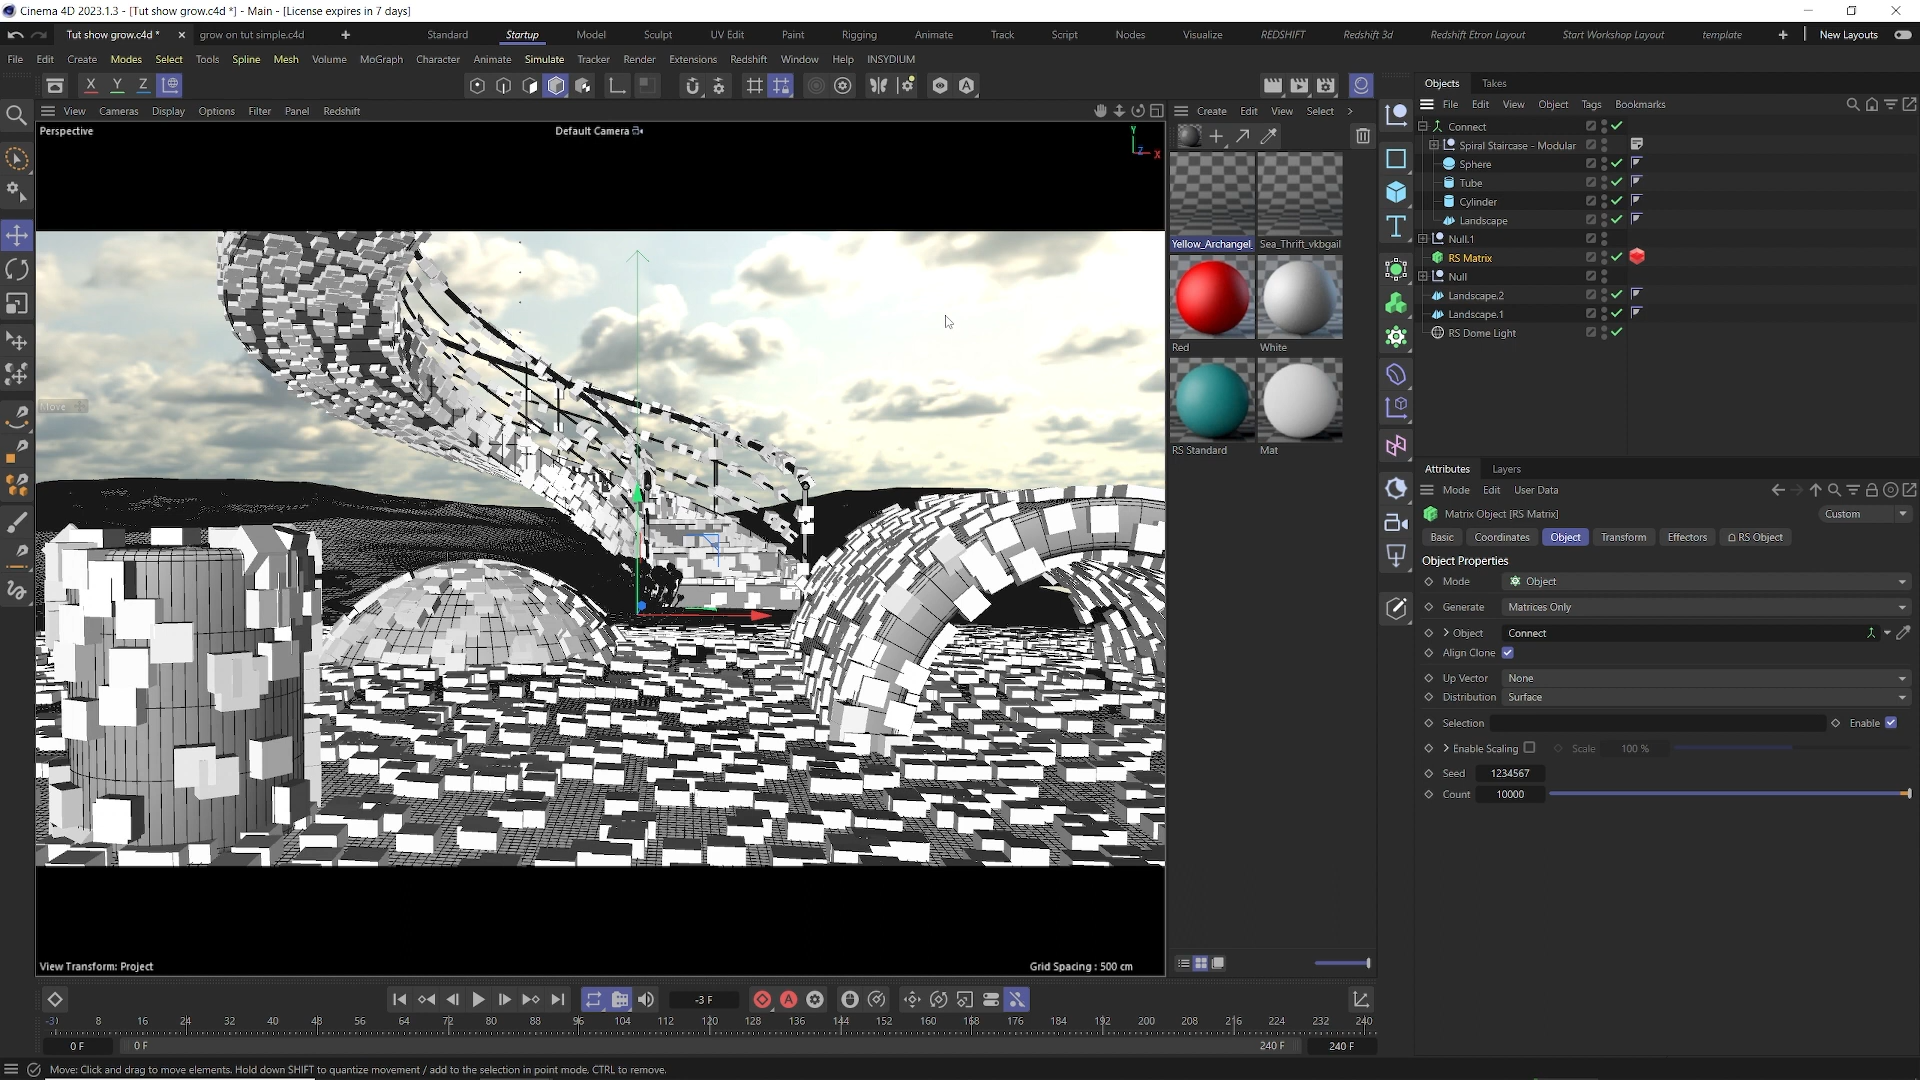 Cinema 4D 2023.1.3 - [Tut show grow.c4d *] - Main - [License expires in 7 days]
Tut show grow.c4d * grow on tut simple.c4d Standard Startup Model Sculpt UV Edit Paint Rigging Animate Track Script Nodes Visualize REDSHIFT Redshift 3d Redshift Etron Layout Start Workshop Layout template New Layouts
File Edit Create Modes Select Tools Spline Mesh Volume MoGraph Character Animate Simulate Tracker Render Extensions Redshift Window Help INSYDIUM
X Y Z
View Cameras Display Options Filter Panel Redshift
Perspective
Default Camera
Y
Z X
Move
View Transform: Project
Grid Spacing : 500 cm
Create Edit View Select
Yellow_Archangel_ Sea_Thrift_vkbgail
Red White
RS Standard Mat
Objects Takes
File Edit View Object Tags Bookmarks
Connect
Spiral Staircase - Modular
Sphere
Tube
Cylinder
Landscape
Null.1
RS Matrix
Null
Landscape.2
Landscape.1
RS Dome Light
Attributes Layers
Mode Edit User Data
Matrix Object [RS Matrix] Custom
Basic Coordinates Object Transform Effectors RS Object
Object Properties
Mode Object
Generate Matrices Only
Object Connect
Align Clone
Up Vector None
Distribution Surface
Selection Enable
Enable Scaling Scale 100 %
Seed 1234567
Count 10000
-3 F
-3 8 16 24 32 40 48 56 64 72 80 88 96 104 112 120 128 136 144 152 160 168 176 184 192 200 208 216 224 232 240
0 F 0 F 240 F 240 F
Move: Click and drag to move elements. Hold down SHIFT to quantize movement / add to the selection in point mode, CTRL to remove.